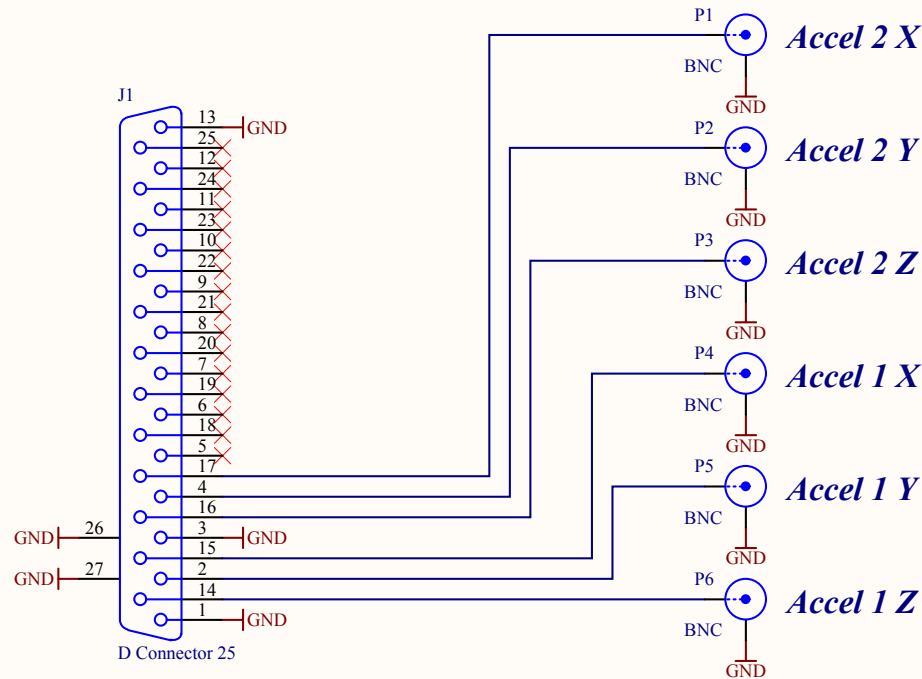 P1
Accel 2 X
BNC
GND
J1
13
GND
25
P2
12
Accel 2 Y
24
BNC
11
GND
23
10
P3
22
Accel 2 Z
9
BNC
21
GND
8
20
P4
7
Accel 1 X
19
BNC
6
18
GND
5
17
P5
4
Accel 1 Y
16
BNC
26
GND
3
GND
15
GND
27
GND
2
P6
14
Accel 1 Z
1
GND
BNC
D Connector 25
GND